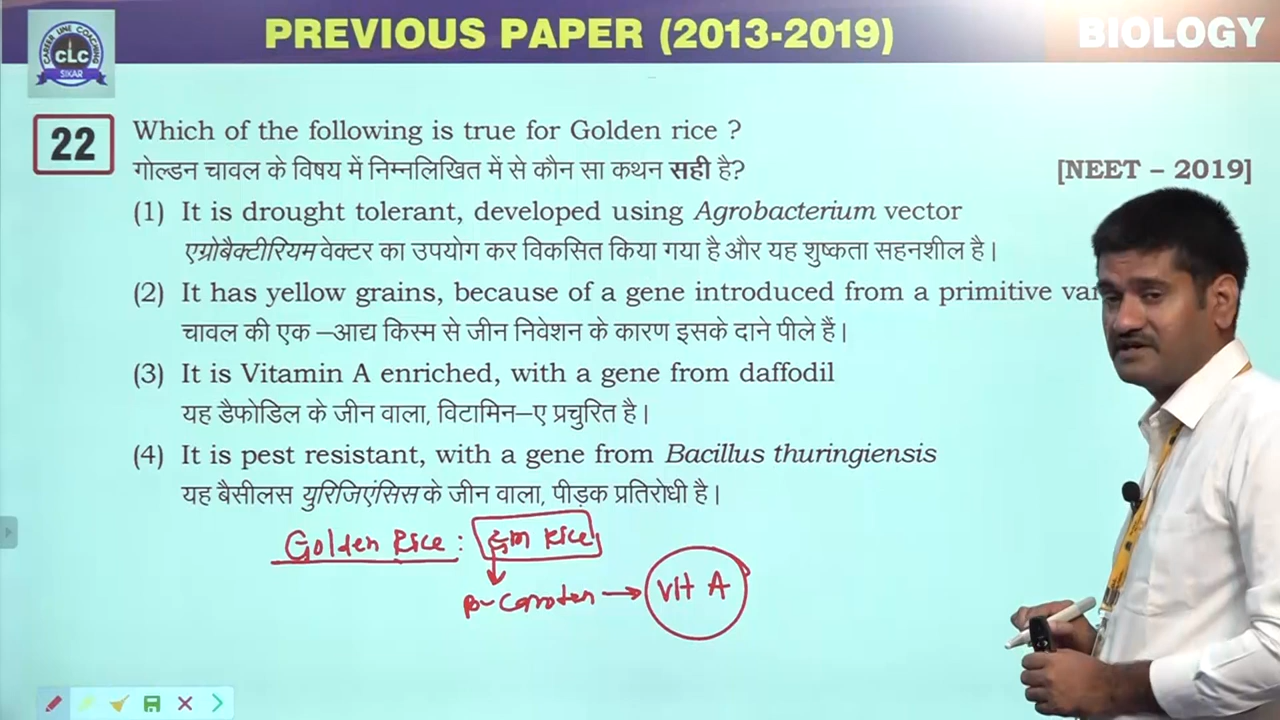 CAREER LINE COACHING
CLC
SIKAR
PREVIOUS PAPER (2013-2019)
BIOLOGY
22
Which of the following is true for Golden rice ?
गोल्डन चावल के विषय में निम्नलिखित में से कौन सा कथन सही है?
[NEET – 2019]
(1) It is drought tolerant, developed using Agrobacterium vector
एग्रोबैक्टीरियम वेक्टर का उपयोग कर विकसित किया गया है और यह शुष्कता सहनशील है।
(2) It has yellow grains, because of a gene introduced from a primitive
चावल की एक –आद्य किस्म से जीन निवेशन के कारण इसके दाने पीले हैं।
(3) It is Vitamin A enriched, with a gene from daffodil
यह डैफोडिल के जीन वाला, विटामिन–ए प्रचुरित है।
(4) It is pest resistant, with a gene from Bacillus thuringiensis
यह बैसीलस थुरिजिएंसिस के जीन वाला, पीड़क प्रतिरोधी है।
Golden Rice : Rice
β- Caroten → Vit A